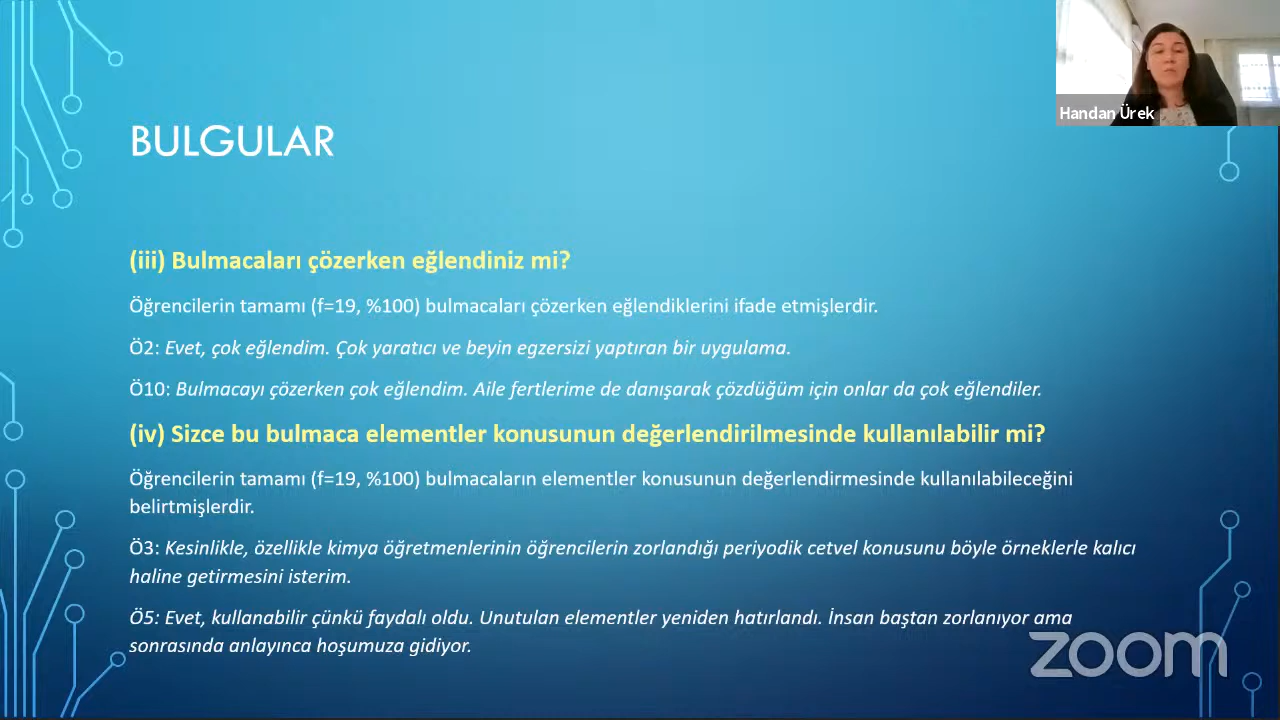 Handan Ürek
BULGULAR
(iii) Bulmacaları çözerken eğlendiniz mi?
Öğrencilerin tamamı (f=19, %100) bulmacaları çözerken eğlendiklerini ifade etmişlerdir.
Ö2: Evet, çok eğlendim. Çok yaratıcı ve beyin egzersizi yaptıran bir uygulama.
Ö10: Bulmacayı çözerken çok eğlendim. Aile fertlerime de danışarak çözdüğüm için onlar da çok eğlendiler.
(iv) Sizce bu bulmaca elementler konusunun değerlendirilmesinde kullanılabilir mi?
Öğrencilerin tamamı (f=19, %100) bulmacaların elementler konusunun değerlendirmesinde kullanılabileceğini
belirtmişlerdir.
Ö3: Kesinlikle, özellikle kimya öğretmenlerinin öğrencilerin zorlandığı periyodik cetvel konusunu böyle örneklerle kalıcı
haline getirmesini isterim.
Ö5: Evet, kullanabilir çünkü faydalı oldu. Unutulan elementler yeniden hatırlandı. İnsan baştan zorlanıyor ama
sonrasında anlayınca hoşumuza gidiyor.
zoom